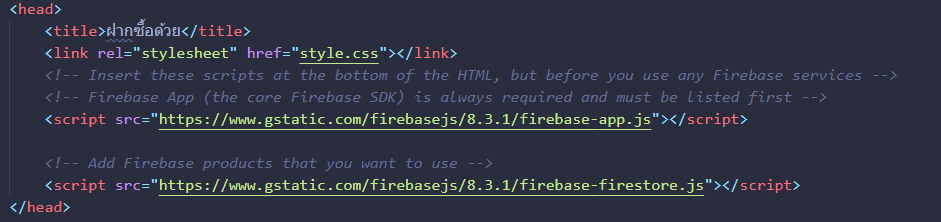 <head>
<title>ฝากซื้อด้วย</title>
<link rel="stylesheet" href="style.css"></link>
<!-- Insert these scripts at the bottom of the HTML, but before you use any Firebase services -->
<!-- Firebase App (the core Firebase SDK) is always required and must be listed first -->
<script src="https://www.gstatic.com/firebasejs/8.3.1/firebase-app.js"></script>
<!-- Add Firebase products that you want to use -->
<script src="https://www.gstatic.com/firebasejs/8.3.1/firebase-firestore.js"></script>
</head>